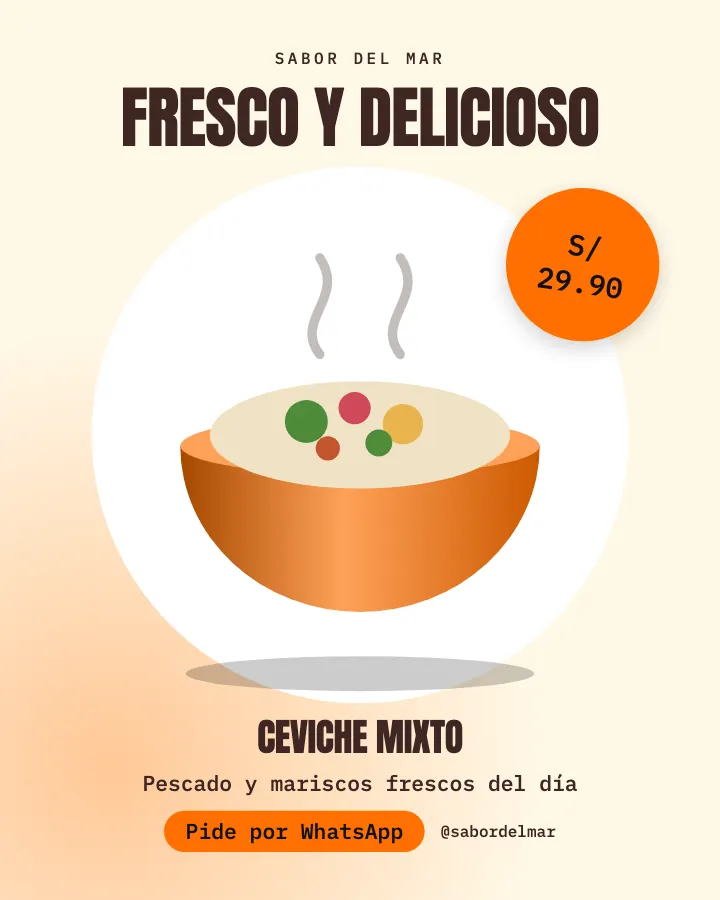 SABOR DEL MAR
FRESCO Y DELICIOSO
S/
29.90
CEVICHE MIXTO
Pescado y mariscos frescos del día
Pide por WhatsApp
@sabordelmar